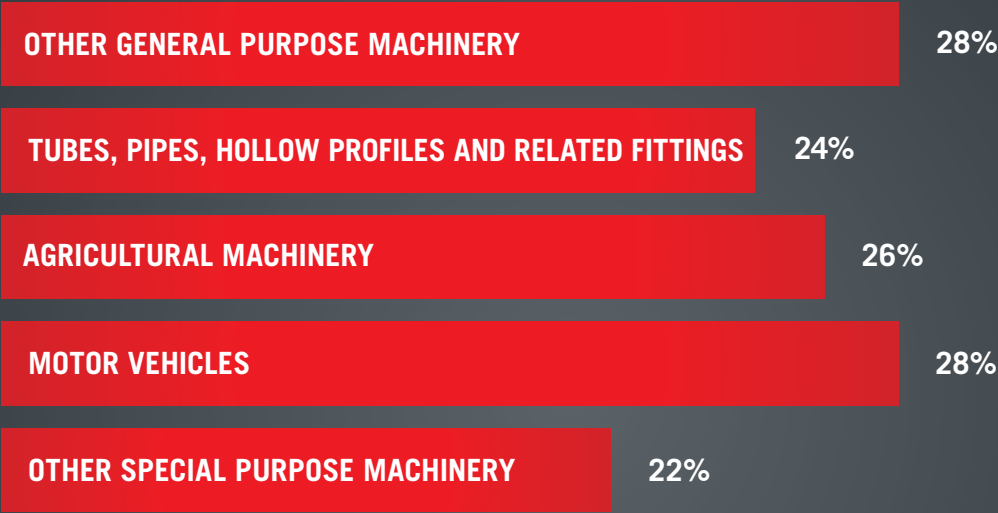 OTHER GENERAL PURPOSE MACHINERY 28%
TUBES, PIPES, HOLLOW PROFILES AND RELATED FITTINGS 24%
AGRICULTURAL MACHINERY 26%
MOTOR VEHICLES 28%
OTHER SPECIAL PURPOSE MACHINERY 22%